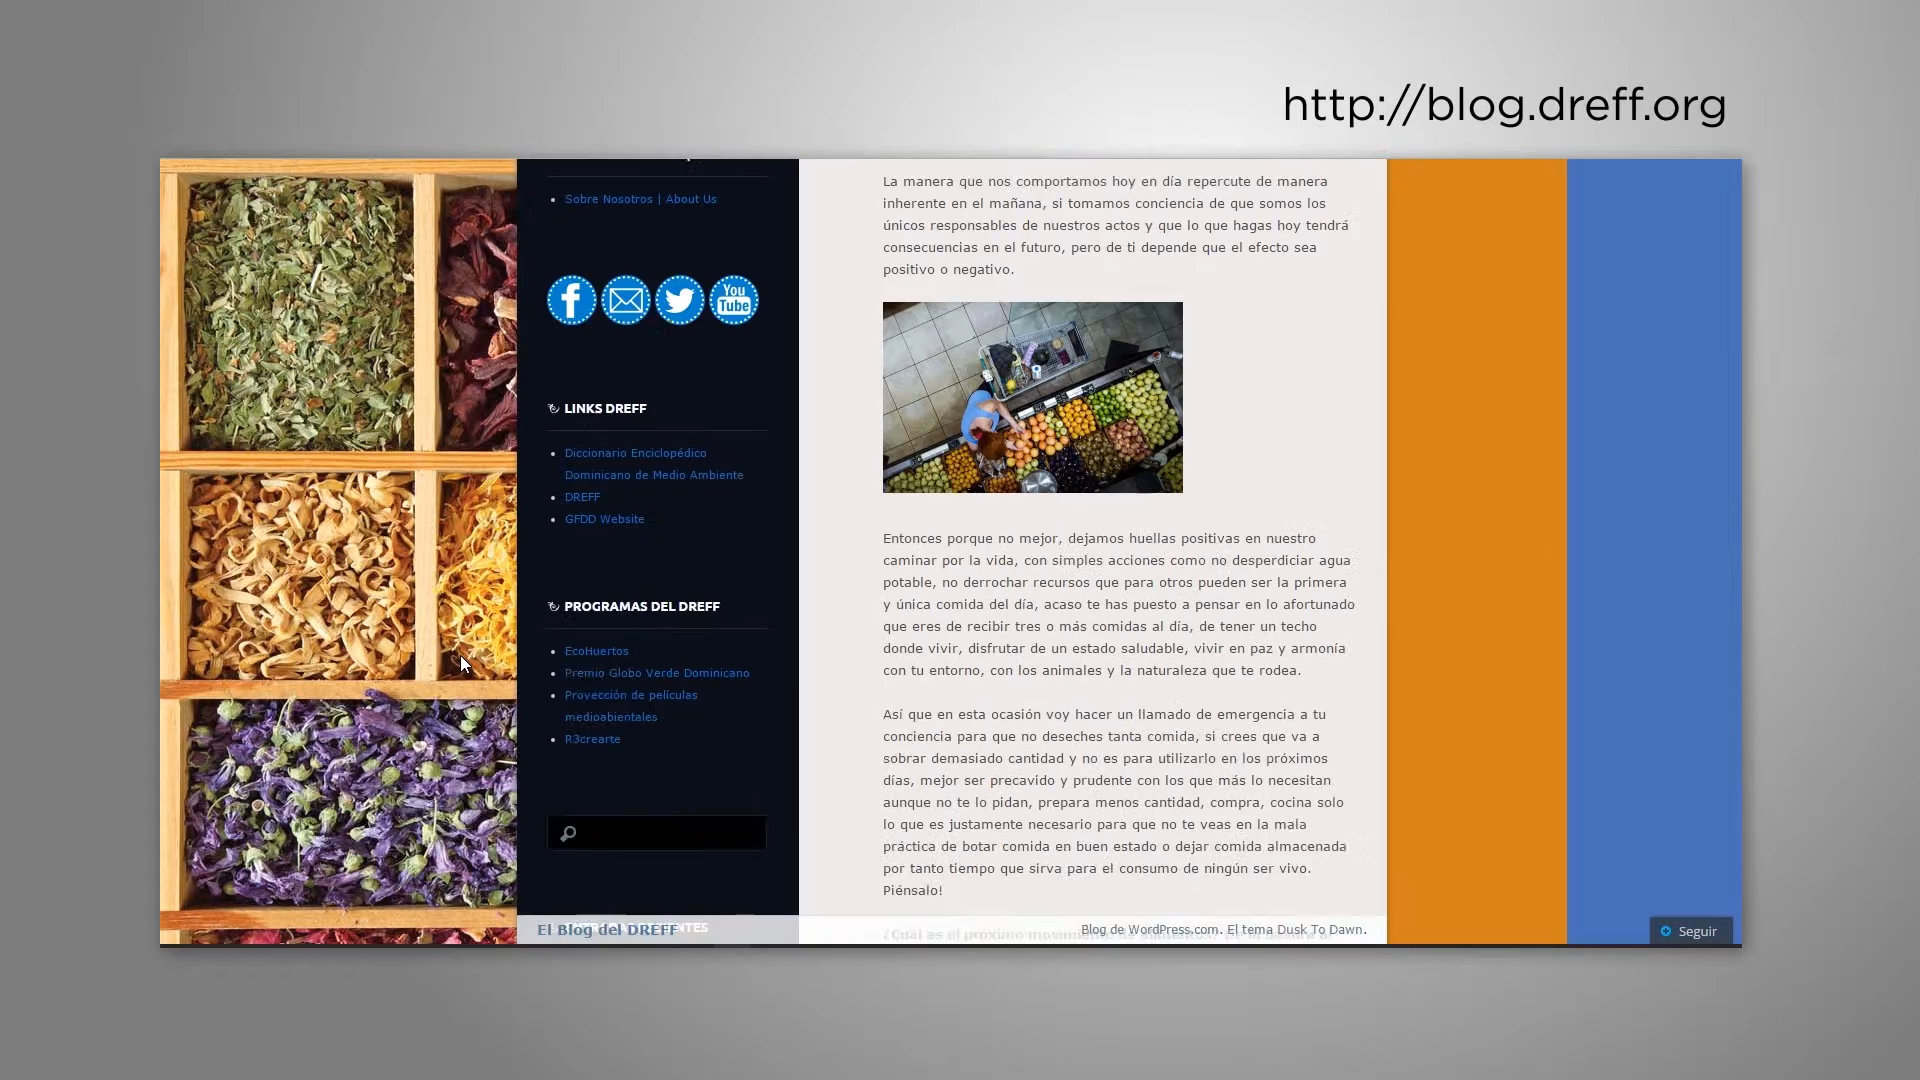 http://blog.dreff.org
Sobre Nosotros | About Us
You
Tube
LINKS DREFF
Diccionario Enciclopédico
Dominicano de Medio Ambiente
DREFF
GFDD Website
PROGRAMAS DEL DREFF
EcoHuertos
Premio Globo Verde Dominicano
Proyección de películas
medioabientales
R3crearte
El Blog del DREFF
La manera que nos comportamos hoy en día repercute de manera
inherente en el mañana, si tomamos conciencia de que somos los
únicos responsables de nuestros actos y que lo que hagas hoy tendrá
consecuencias en el futuro, pero de ti depende que el efecto sea
positivo o negativo.
Entonces porque no mejor, dejamos huellas positivas en nuestro
caminar por la vida, con simples acciones como no desperdiciar agua
potable, no derrochar recursos que para otros pueden ser la primera
y única comida del día, acaso te has puesto a pensar en lo afortunado
que eres de recibir tres o más comidas al día, de tener un techo
donde vivir, disfrutar de un estado saludable, vivir en paz y armonía
con tu entorno, con los animales y la naturaleza que te rodea.
Así que en esta ocasión voy hacer un llamado de emergencia a tu
conciencia para que no deseches tanta comida, si crees que va a
sobrar demasiado cantidad y no es para utilizarlo en los próximos
días, mejor ser precavido y prudente con los que más lo necesitan
aunque no te lo pidan, prepara menos cantidad, compra, cocina solo
lo que es justamente necesario para que no te veas en la mala
práctica de botar comida en buen estado o dejar comida almacenada
por tanto tiempo que sirva para el consumo de ningún ser vivo.
Piénsalo!
Blog de WordPress.com. El tema Dusk To Dawn.
Seguir